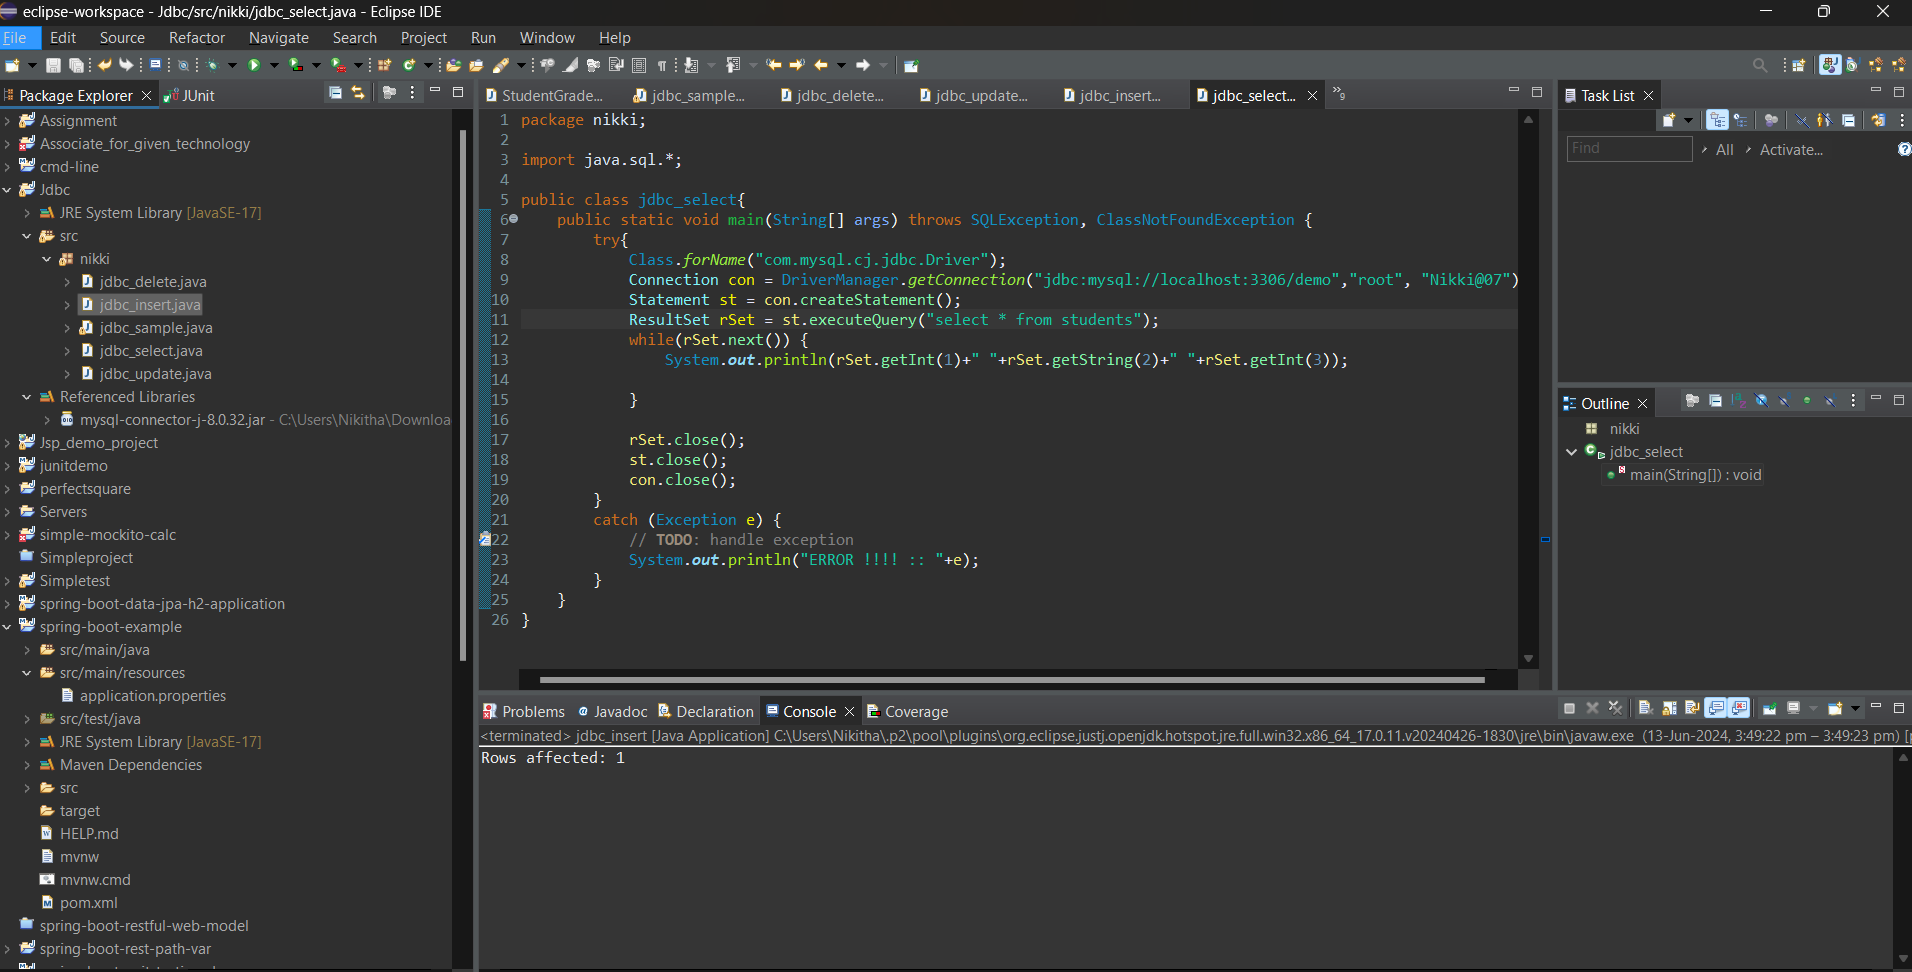 eclipse-workspace - Jdbc/src/nikki/jdbc_select.java - Eclipse IDE
File Edit Source Refactor Navigate Search Project Run Window Help
Package Explorer JUnit
Assignment
Associate_for_given_technology
cmd-line
Jdbc
JRE System Library [JavaSE-17]
src
nikki
jdbc_delete.java
jdbc_insert.java
jdbc_sample.java
jdbc_select.java
jdbc_update.java
Referenced Libraries
mysql-connector-j-8.0.32.jar - C:\Users\Nikitha\Downloa
Jsp_demo_project
junitdemo
perfectsquare
Servers
simple-mockito-calc
Simpleproject
Simpletest
spring-boot-data-jpa-h2-application
spring-boot-example
src/main/java
src/main/resources
application.properties
src/test/java
JRE System Library [JavaSE-17]
Maven Dependencies
src
target
HELP.md
mvnw
mvnw.cmd
pom.xml
spring-boot-restful-web-model
spring-boot-rest-path-var
StudentGrade... jdbc_sample... jdbc_delete... jdbc_update... jdbc_insert... jdbc_select... »9
1 package nikki;
2
3 import java.sql.*;
4
5 public class jdbc_select{
6 public static void main(String[] args) throws SQLException, ClassNotFoundException {
7 try{
8 Class.forName("com.mysql.cj.jdbc.Driver");
9 Connection con = DriverManager.getConnection("jdbc:mysql://localhost:3306/demo","root", "Nikki@07")
10 Statement st = con.createStatement();
11 ResultSet rSet = st.executeQuery("select * from students");
12 while(rSet.next()) {
13 System.out.println(rSet.getInt(1)+" "+rSet.getString(2)+" "+rSet.getInt(3));
14
15 }
16
17 rSet.close();
18 st.close();
19 con.close();
20 }
21 catch (Exception e) {
22 // TODO: handle exception
23 System.out.println("ERROR !!!! :: "+e);
24 }
25 }
26 }
Task List
Find All Activate...
Outline
nikki
jdbc_select
main(String[]) : void
Problems Javadoc Declaration Console Coverage
<terminated> jdbc_insert [Java Application] C:\Users\Nikitha\.p2\pool\plugins\org.eclipse.justj.openjdk.hotspot.jre.full.win32.x86_64_17.0.11.v20240426-1830\jre\bin\javaw.exe (13-Jun-2024, 3:49:22 pm – 3:49:23 pm) [
Rows affected: 1